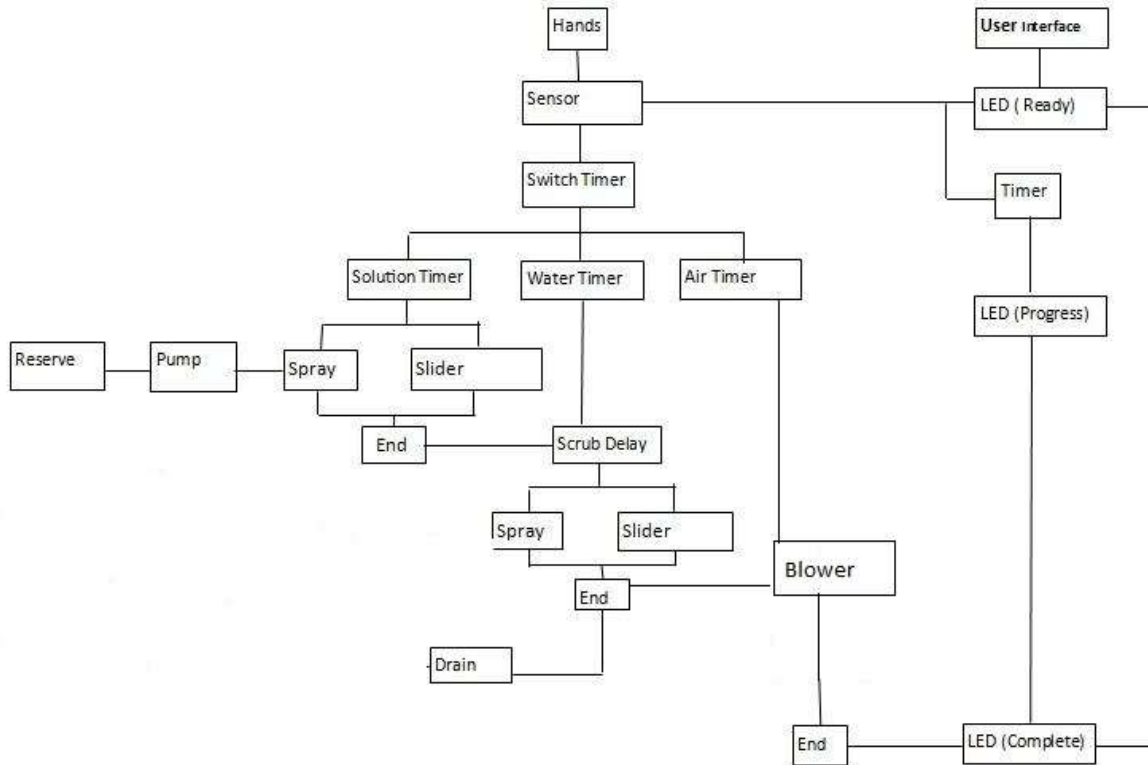 Hands
User Interface
Sensor
LED ( Ready)
Switch Timer
Timer
Solution Timer
Water Timer
Air Timer
LED (Progress)
Reserve
Pump
Spray
Slider
End
Scrub Delay
Spray
Slider
Blower
End
Drain
End
LED (Complete)